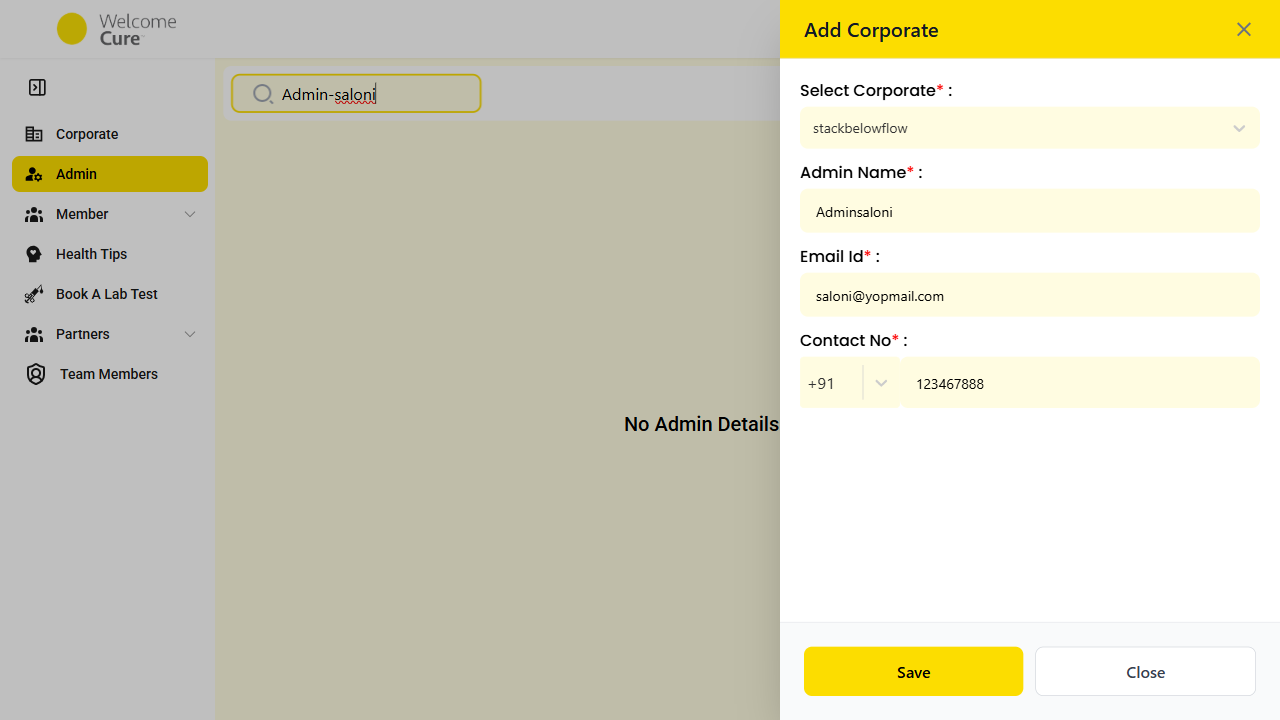 Welcome
Cure
Admin-saloni
Corporate
Admin
Member
Health Tips
Book A Lab Test
Partners
Team Members
No Admin Details
Add Corporate
Select Corporate* :
stackbelowflow
Admin Name* :
Adminsaloni
Email Id* :
saloni@yopmail.com
Contact No* :
+91 123467888
Save Close